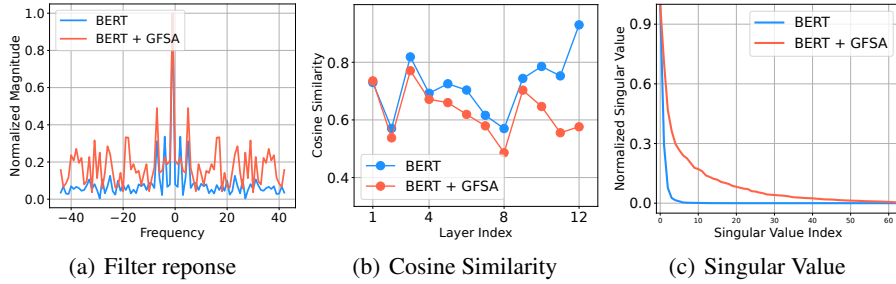 BERT
BERT + GFSA
Normalized Magnitude
1.0
0.8
0.6
0.4
0.2
0.0
−40
−20
0
20
40
Frequency
(a) Filter reponse
Cosine Similarity
0.8
0.6
0.4
BERT
BERT + GFSA
1
4
8
12
Layer Index
(b) Cosine Similarity
BERT
BERT + GFSA
Normalized Singular Value
0.9
0.6
0.3
0.0
0
10
20
30
40
50
60
Singular Value Index
(c) Singular Value